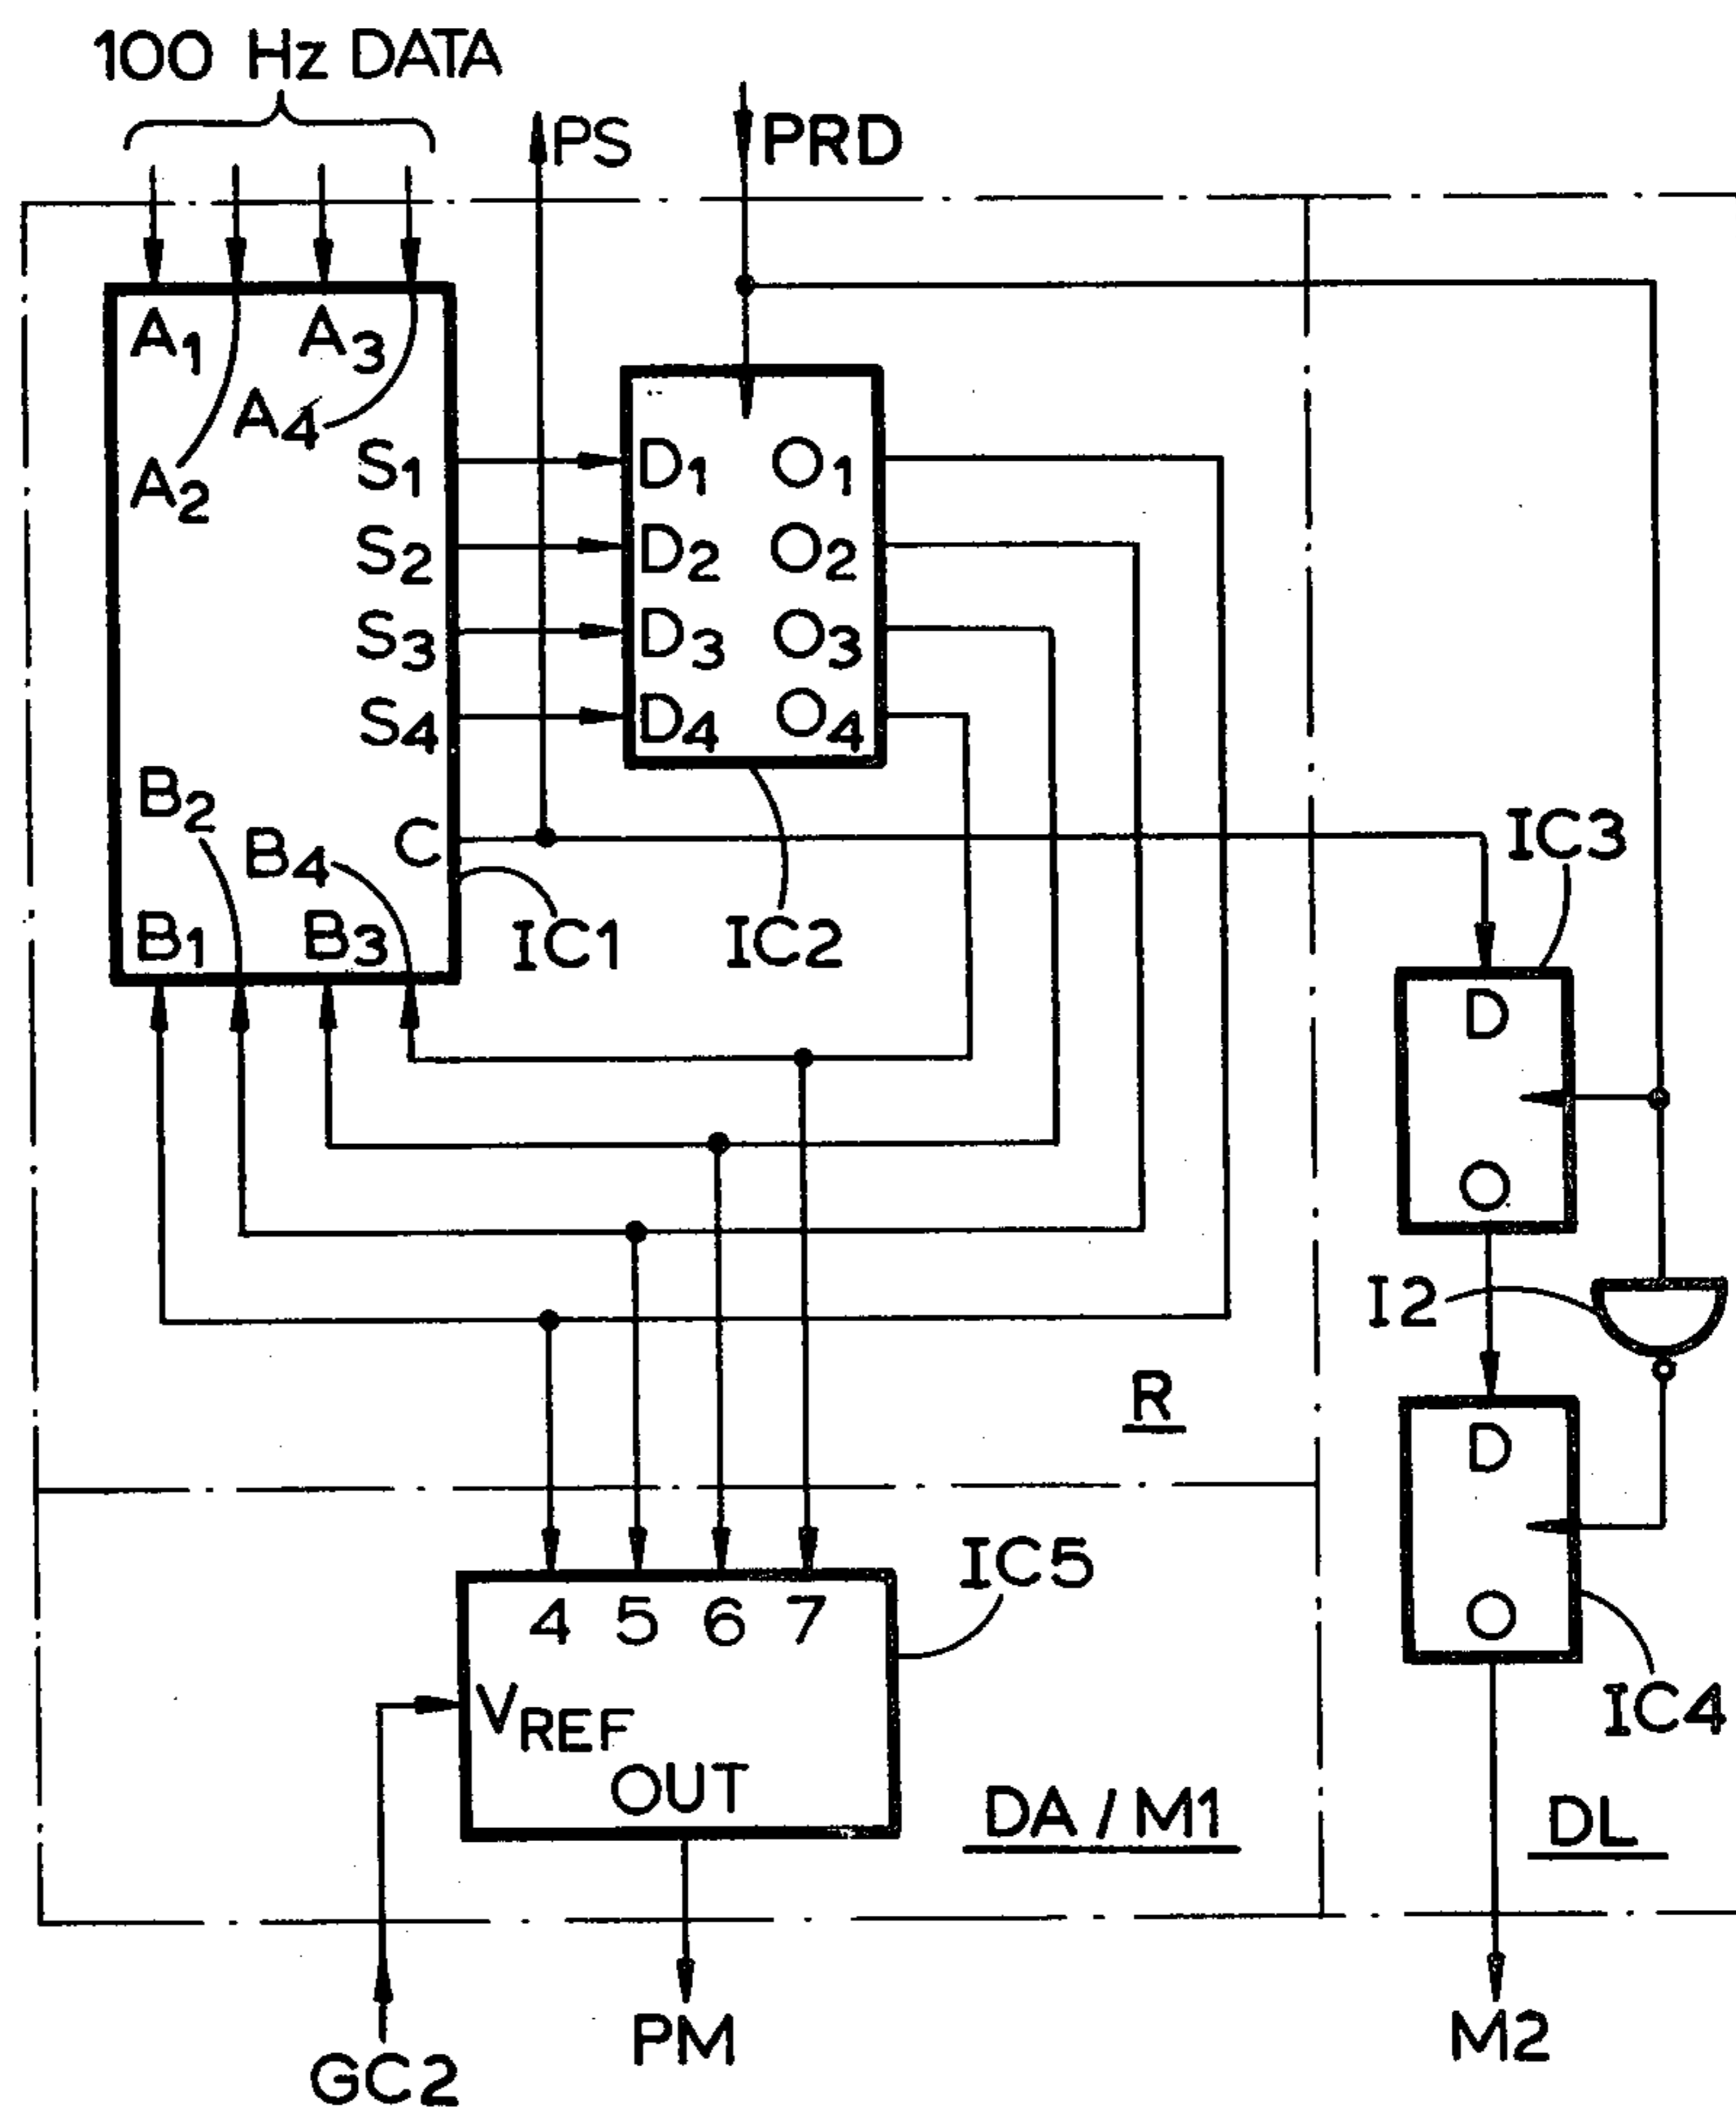 100 Hz DATA
PS
PRD
A1
A3
A4
A2
S1
D1
O1
S2
D2
O2
S3
D3
O3
S4
D4
O4
B2
C
IC3
B4
B1
B3
IC1
IC2
D
O
I2
R
D
IC5
4 5 6 7
O
VREF
IC4
OUT
DA / M1
DL
PM
M2
GC2